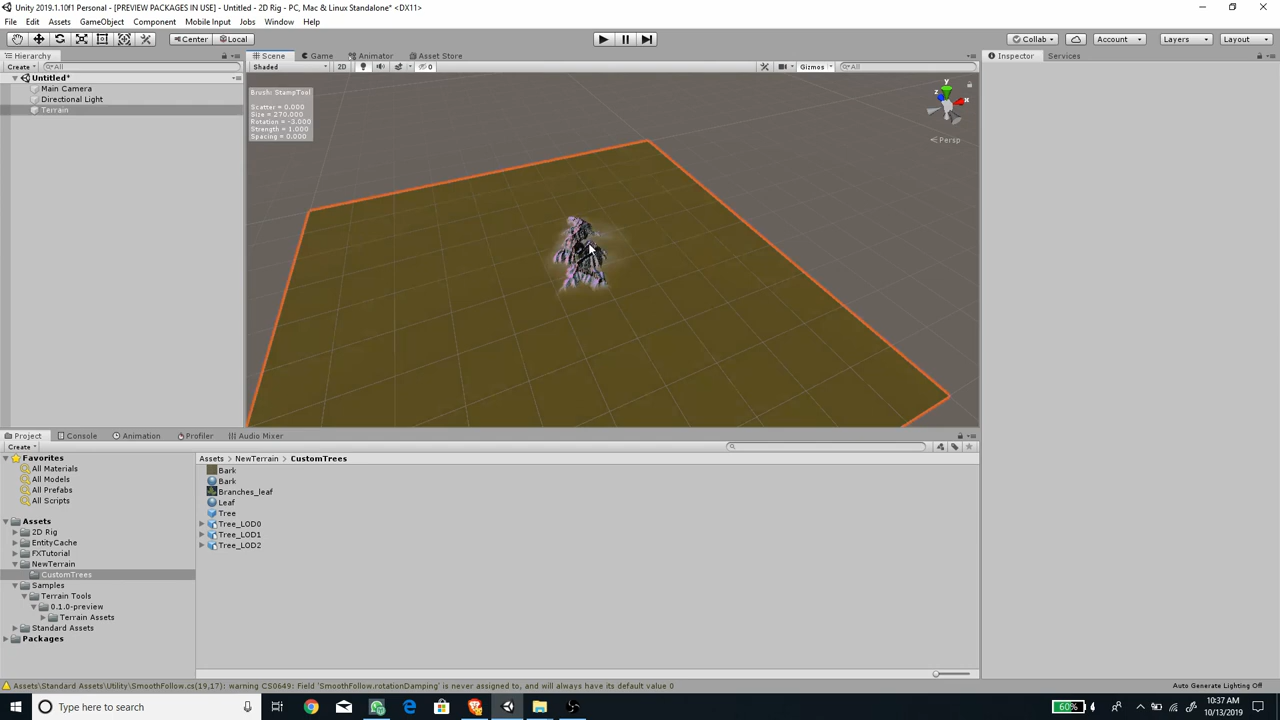 Unity 2019.1.10f1 Personal - [PREVIEW PACKAGES IN USE] - Untitled - 2D Rig - PC, Mac & Linux Standalone* <DX11>
File Edit Assets GameObject Component Mobile Input Jobs Window Help
Center Local Collab Account Layers Layout
Hierarchy Scene Game Animator Asset Store Inspector Services
Create All Shaded 2D 0 Gizmos All
Untitled*
Main Camera
Directional Light
Terrain
Brush: StampTool
Scatter = 0.000
Size = 270.000
Rotation = -3.000
Strength = 1.000
Spacing = 0.000
y
z x
Persp
Project Console Animation Profiler Audio Mixer
Create
Favorites
All Materials
All Models
All Prefabs
All Scripts
Assets
2D Rig
EntityCache
FXTutorial
NewTerrain
CustomTrees
Samples
Terrain Tools
0.1.0-preview
Terrain Assets
Standard Assets
Packages
Assets NewTerrain CustomTrees
Bark
Bark
Branches_leaf
Leaf
Tree
Tree_LOD0
Tree_LOD1
Tree_LOD2
Assets\Standard Assets\Utility\SmoothFollow.cs(19,17): warning CS0649: Field 'SmoothFollow.rotationDamping' is never assigned to, and will always have its default value 0
Auto Generate Lighting Off
Type here to search
60%
10:37 AM
10/13/2019